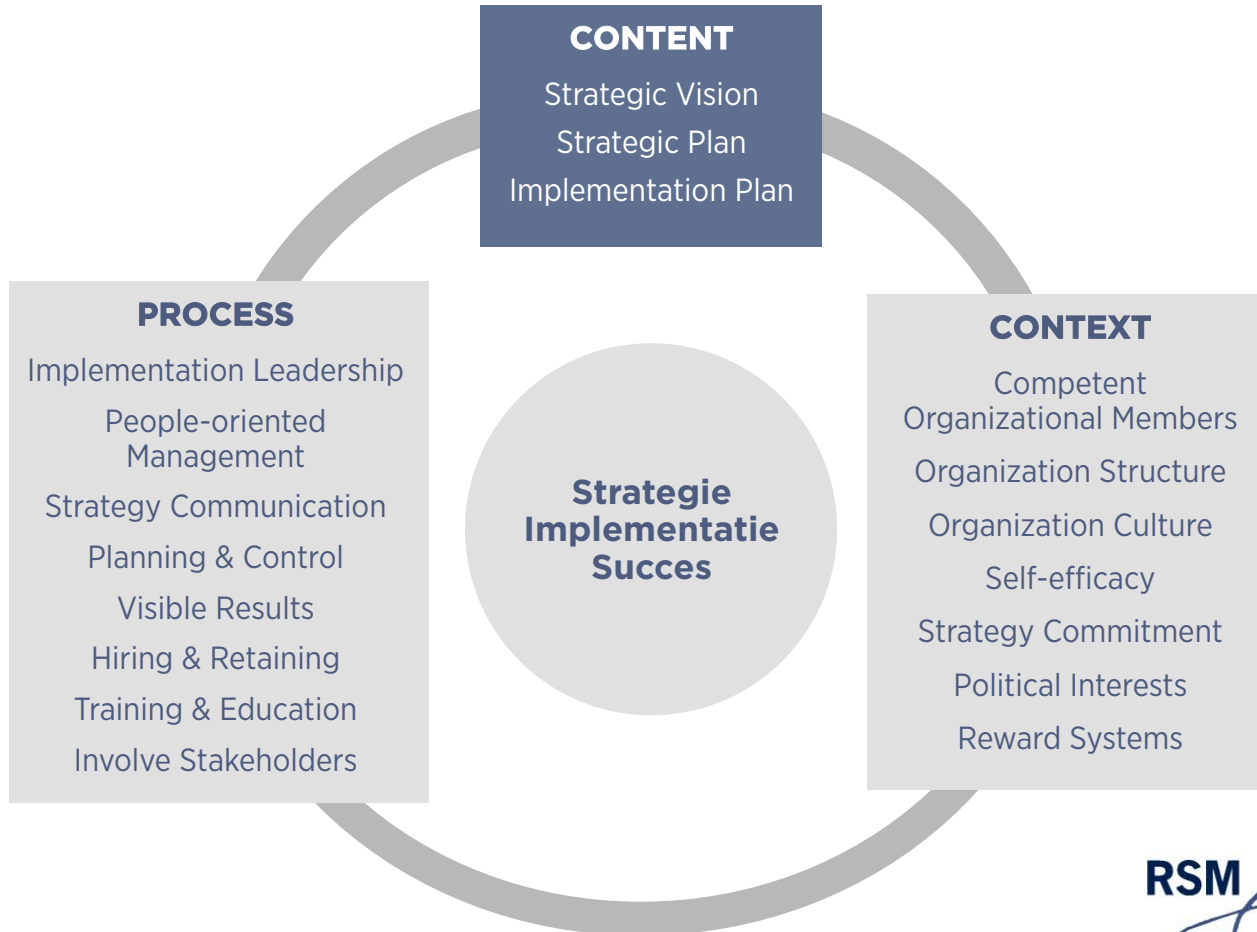 CONTENT
Strategic Vision
Strategic Plan
Implementation Plan
PROCESS
Implementation Leadership
People-oriented
Management
Strategy Communication
Planning & Control
Visible Results
Hiring & Retaining
Training & Education
Involve Stakeholders
Strategie
Implementatie
Succes
CONTEXT
Competent
Organizational Members
Organization Structure
Organization Culture
Self-efficacy
Strategy Commitment
Political Interests
Reward Systems
RSM